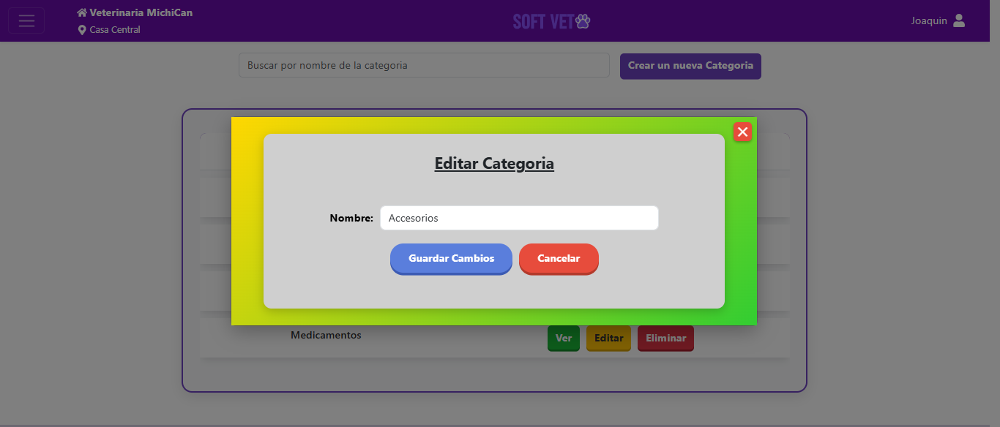 Veterinaria MichiCan
Casa Central
SOFT VET
Joaquin
Buscar por nombre de la categoria
Crear un nueva Categoria
Editar Categoria
Nombre: Accesorios
Guardar Cambios Cancelar
Medicamentos Ver Editar Eliminar